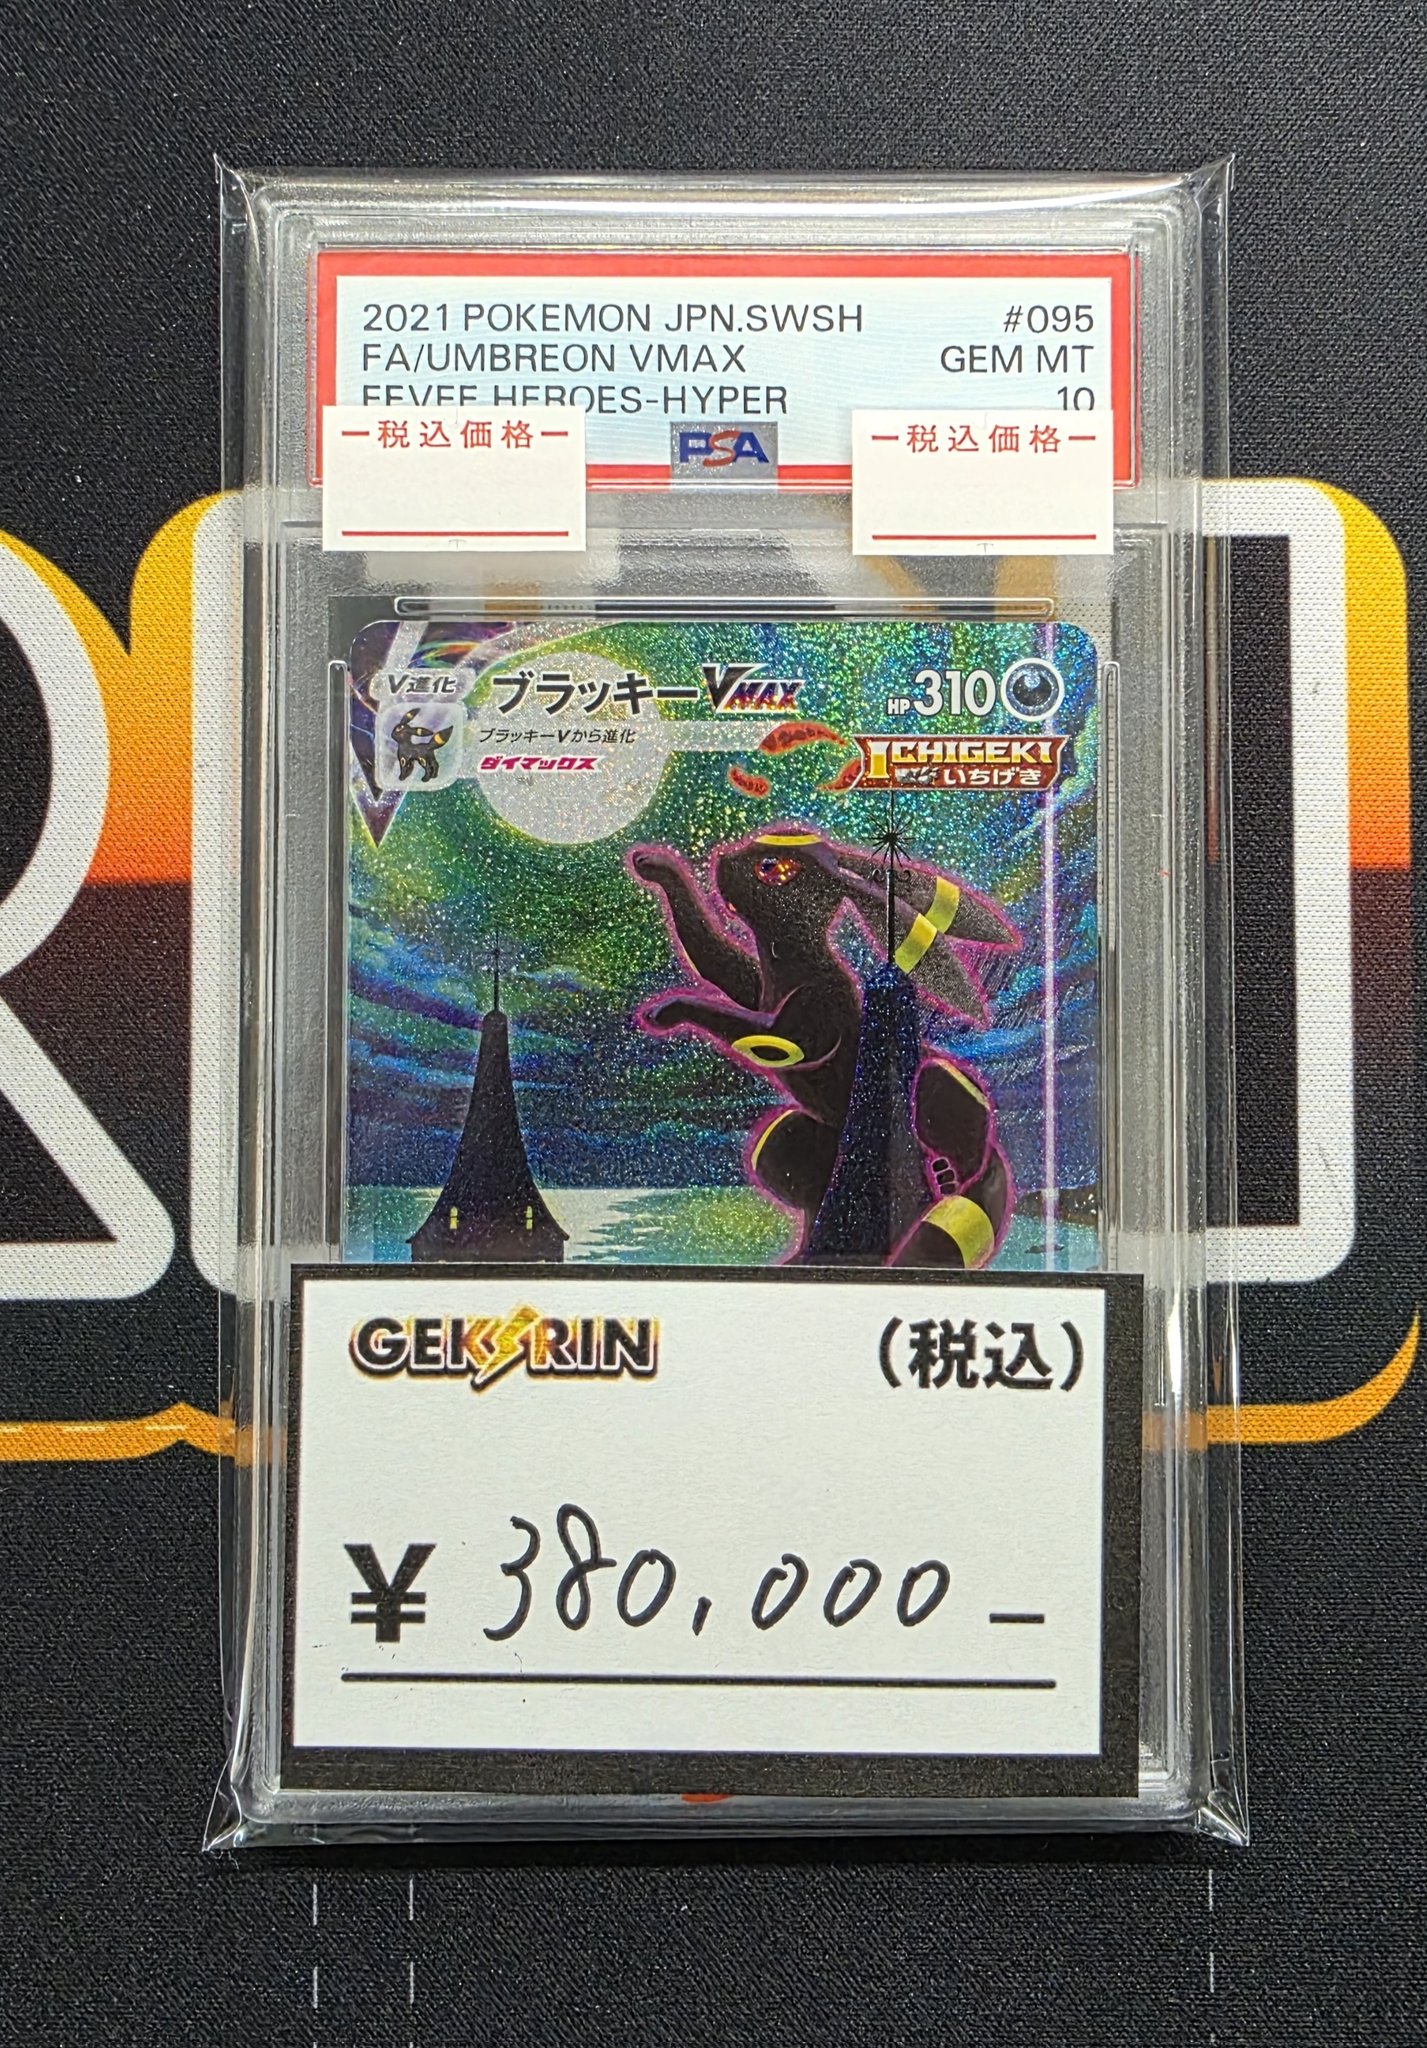 2021 POKEMON JPN.SWSH #095
FA/UMBREON VMAX GEM MT
EEVEE HEROES-HYPER 10
税込価格
PSA
税込価格
V進化
ブラッキーVMAX
HP310
ブラッキーVから進化
ダイマックス
ICHIGEKI
いちげき
GEKIRIN
(税込)
¥ 380,000-